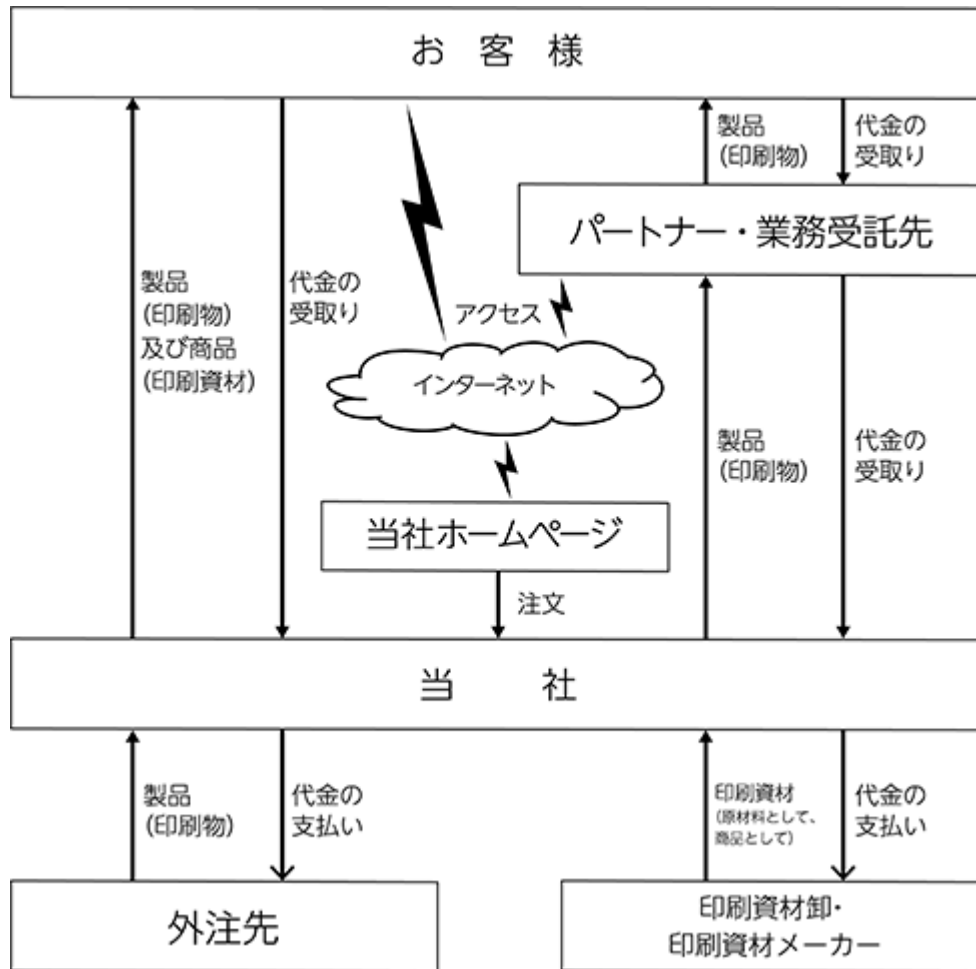 お 客 様
製品
(印刷物)
代金の
受取り
パートナー・業務受託先
製品
(印刷物)
及び商品
(印刷資材)
代金の
受取り
アクセス
インターネット
製品
(印刷物)
代金の
受取り
当社ホームページ
注文
当 社
製品
(印刷物)
代金の
支払い
印刷資材
(原材料として、
商品として)
代金の
支払い
外注先
印刷資材卸・
印刷資材メーカー